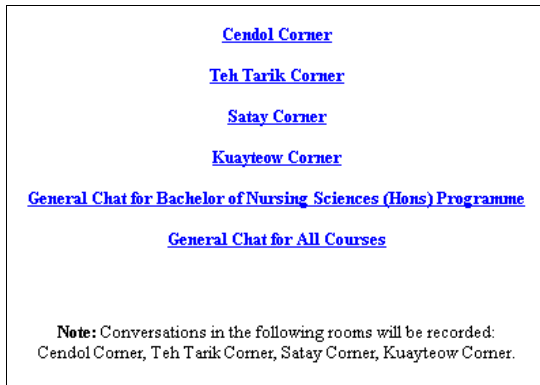 Cendol Corner
Teh Tarik Corner
Satay Corner
Kuayteow Corner
General Chat for Bachelor of Nursing Sciences (Hons) Programme
General Chat for All Courses
Note: Conversations in the following rooms will be recorded:
Cendol Corner, Teh Tarik Corner, Satay Corner, Kuayteow Corner.